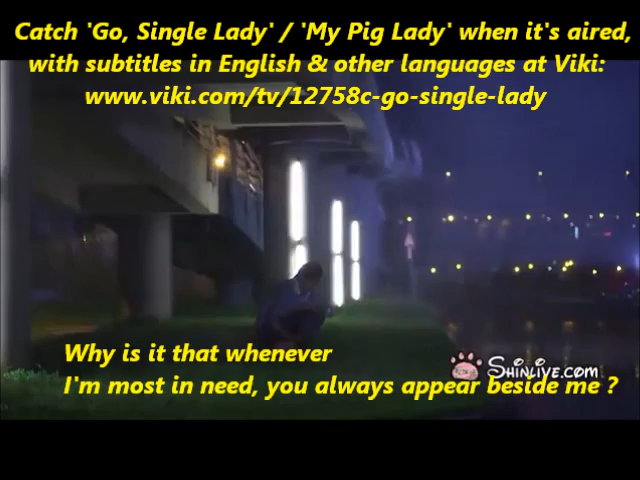 Catch 'Go, Single Lady' / 'My Pig Lady' when it's aired,
with subtitles in English & other languages at Viki:
www.viki.com/tv/12758c-go-single-lady
Why is it that whenever
I'm most in need, you always appear beside me ?
SHINLIVE.COM